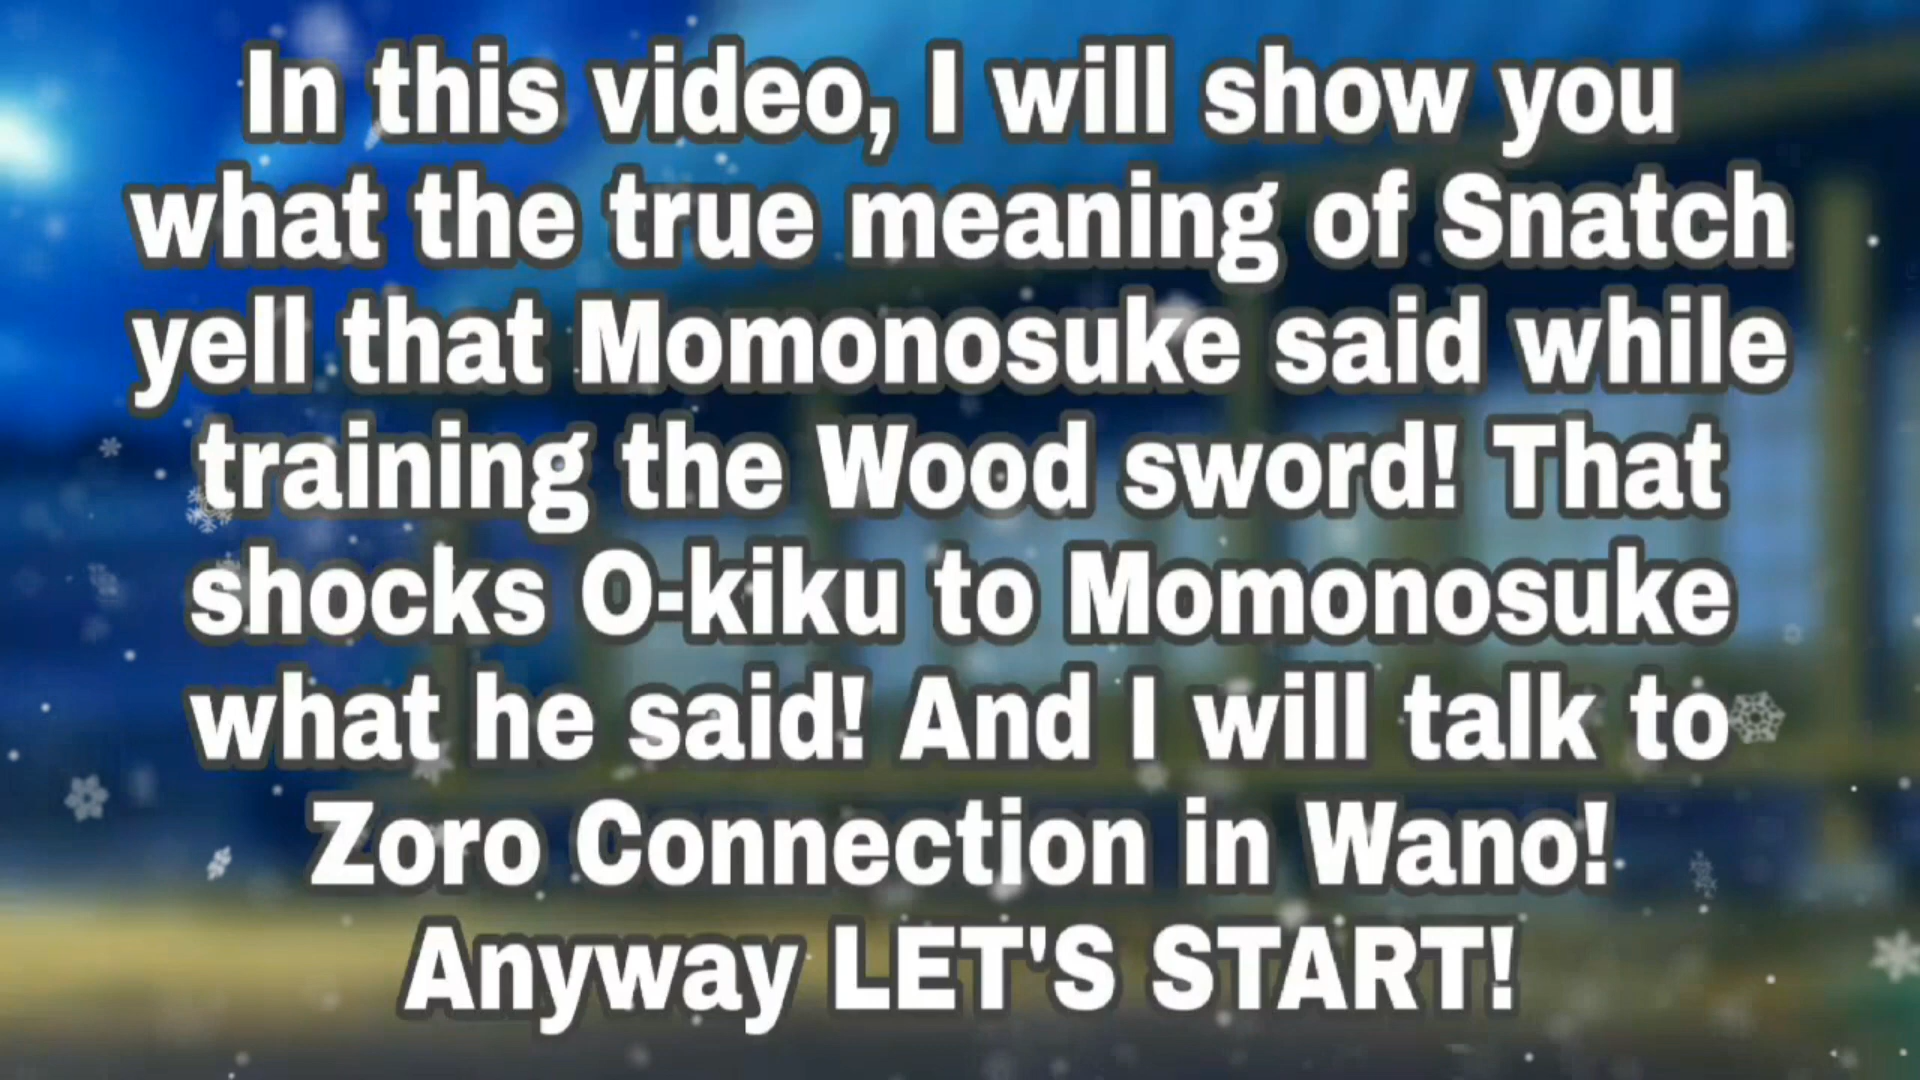 In this video, I will show you
what the true meaning of Snatch
yell that Momonosuke said while
training the Wood sword! That
shocks O-kiku to Momonosuke
what he said! And I will talk to
Zoro Connection in Wano!
Anyway LET'S START!